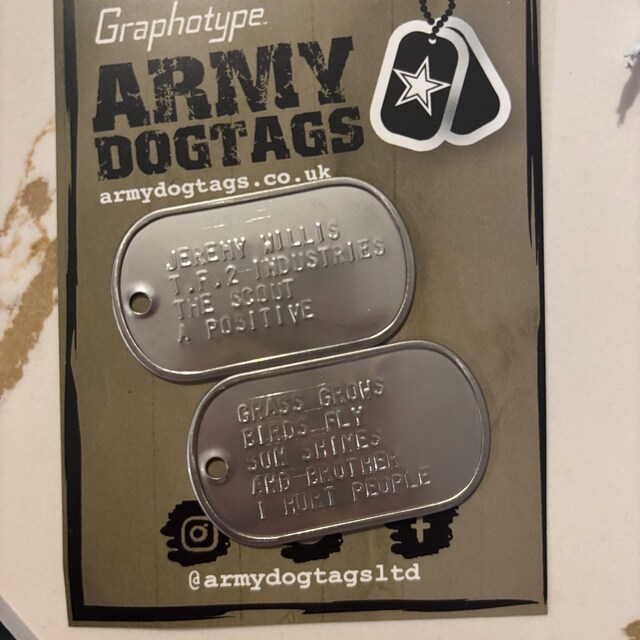 Graphotype™
ARMY
DOGTAGS
armydogtags.co.uk
JEREMY WILLIS
T.F.2 INDUSTRIES
THE SCOUT
A POSITIVE
GRASS GROWS
BIRDS FLY
SUN SHINES
AND BROTHER
I HURT PEOPLE
@armydogtagsltd